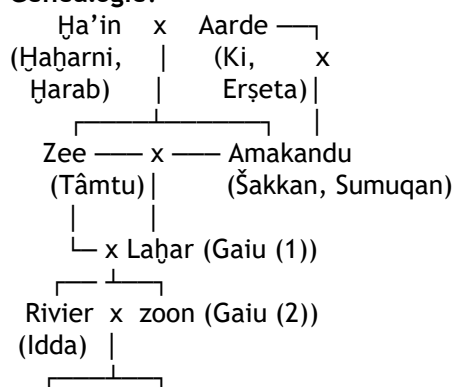 Genealogie:
Ḫa’in x Aarde
(Ḫaḫarni, (Ki, x
Ḫarab) Erṣeta)
Zee x Amakandu
(Tâmtu) (Šakkan, Sumuqan)
x Laḫar (Gaiu (1))
Rivier x zoon (Gaiu (2))
(Idda)